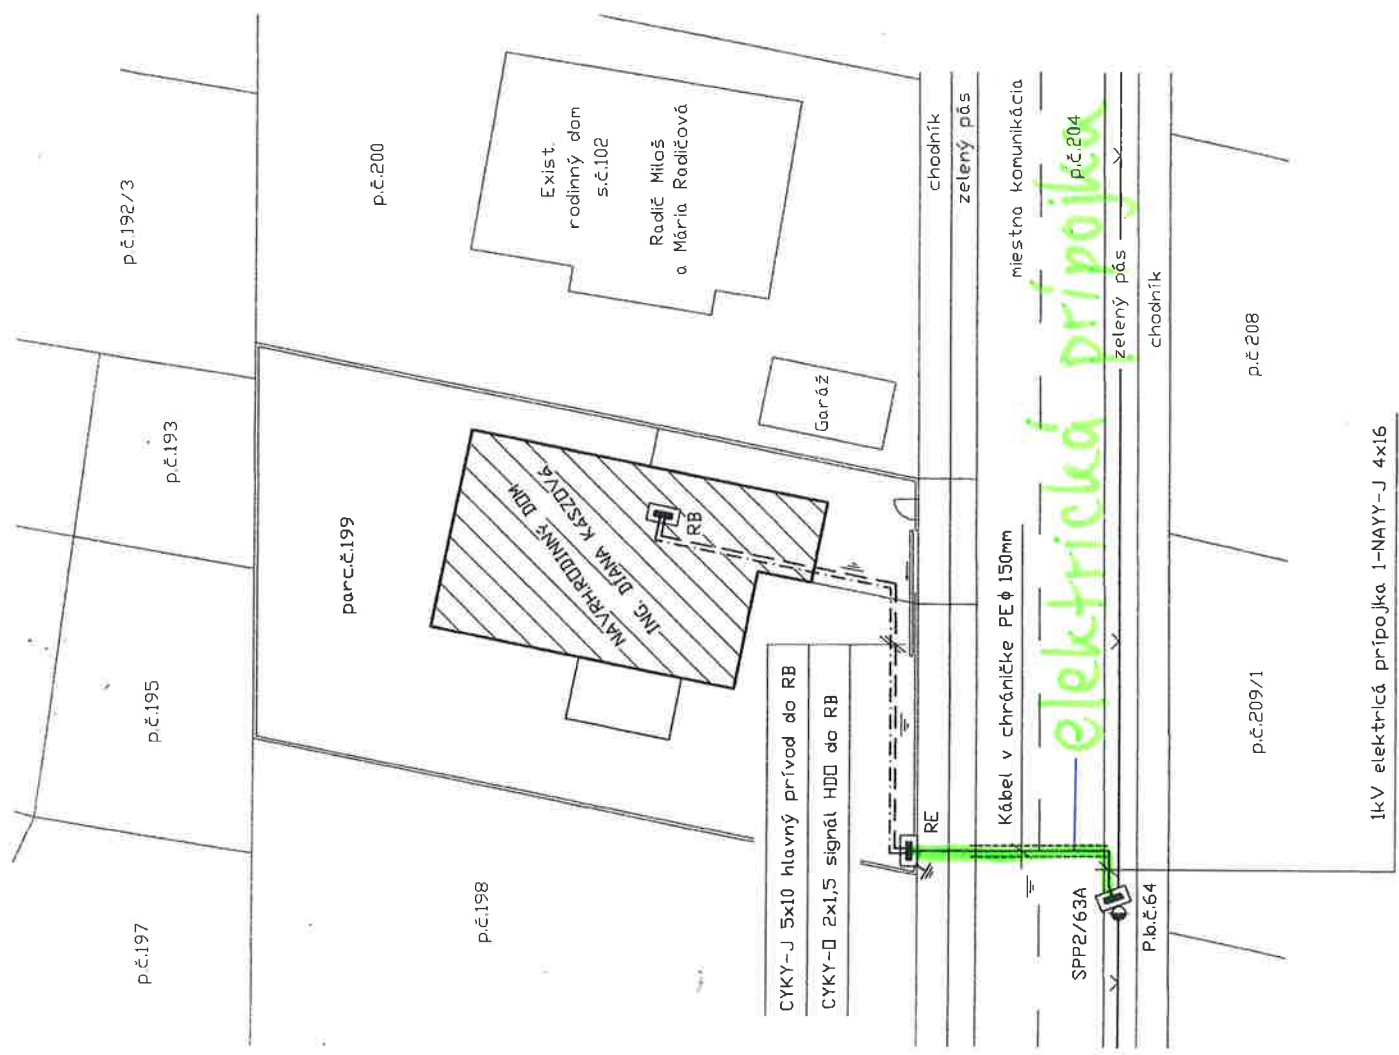 p.č.192/3
p.č.193
p.č.195
p.č.197
p.č.200
parc.č.199
p.č.198
Exist.
rodinný dom
s.č.102
Radič Miloš
a Mária Radičová
Garáž
NAVRH.RODINNÝ DOM
ING. DIANA KASZOVÁ
RB
CYKY-J 5x10 hlavný prívod do RB
CYKY-O 2x1,5 signál HDO do RB
RE
chodník
zelený pás
Kábel v chráničke PE ϕ 150mm
miestna komunikácia
p.č.204
elektrická prípojka
zelený pás
chodník
SPP2/63A
P.b.č.64
p.č.208
p.č.209/1
1kV elektricá prípojka 1-NAYY-J 4x16